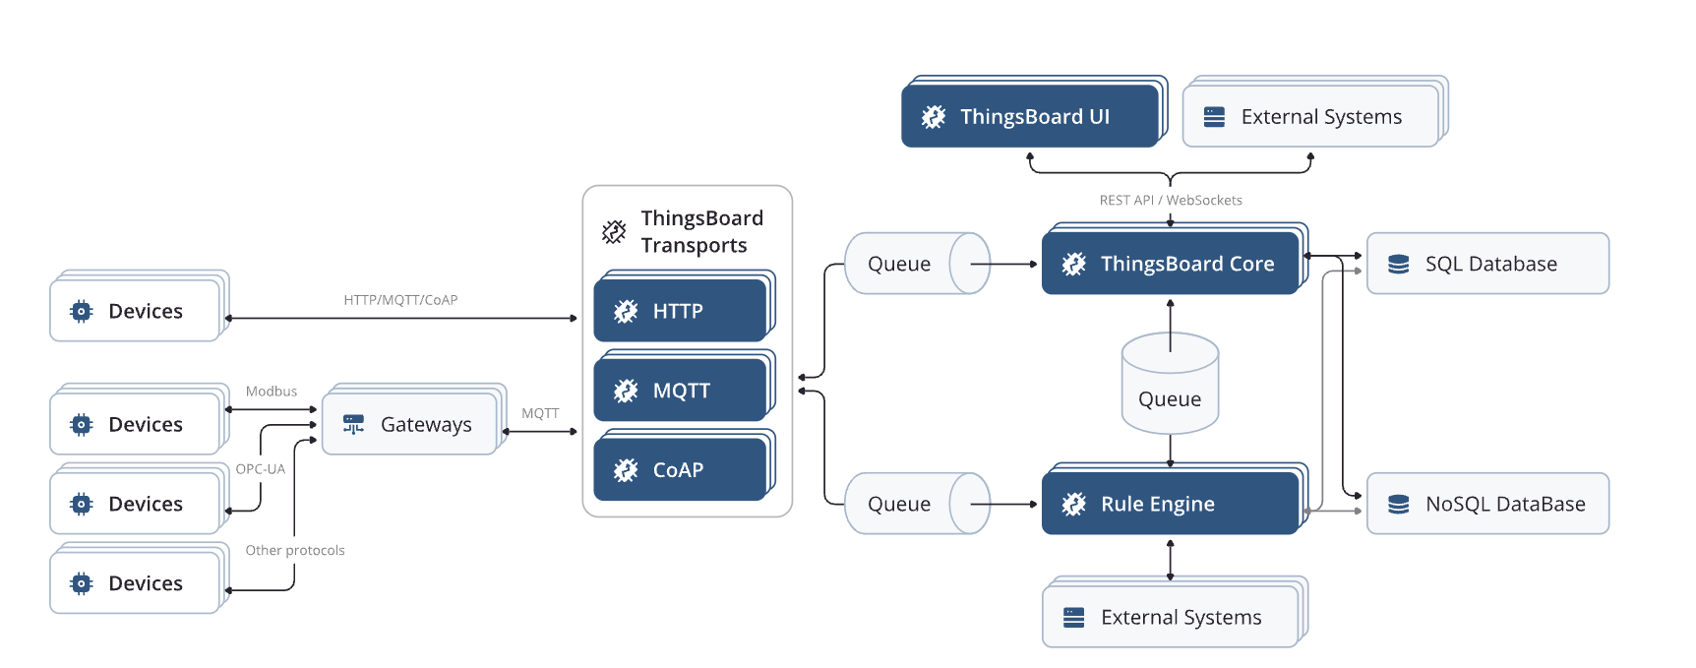 ThingsBoard UI
External Systems
REST API / WebSockets
ThingsBoard
Transports
HTTP
MQTT
CoAP
Devices
HTTP/MQTT/CoAP
Devices
Modbus
Gateways
MQTT
OPC-UA
Devices
Other protocols
Devices
Queue
ThingsBoard Core
SQL Database
Queue
Queue
Rule Engine
NoSQL DataBase
External Systems